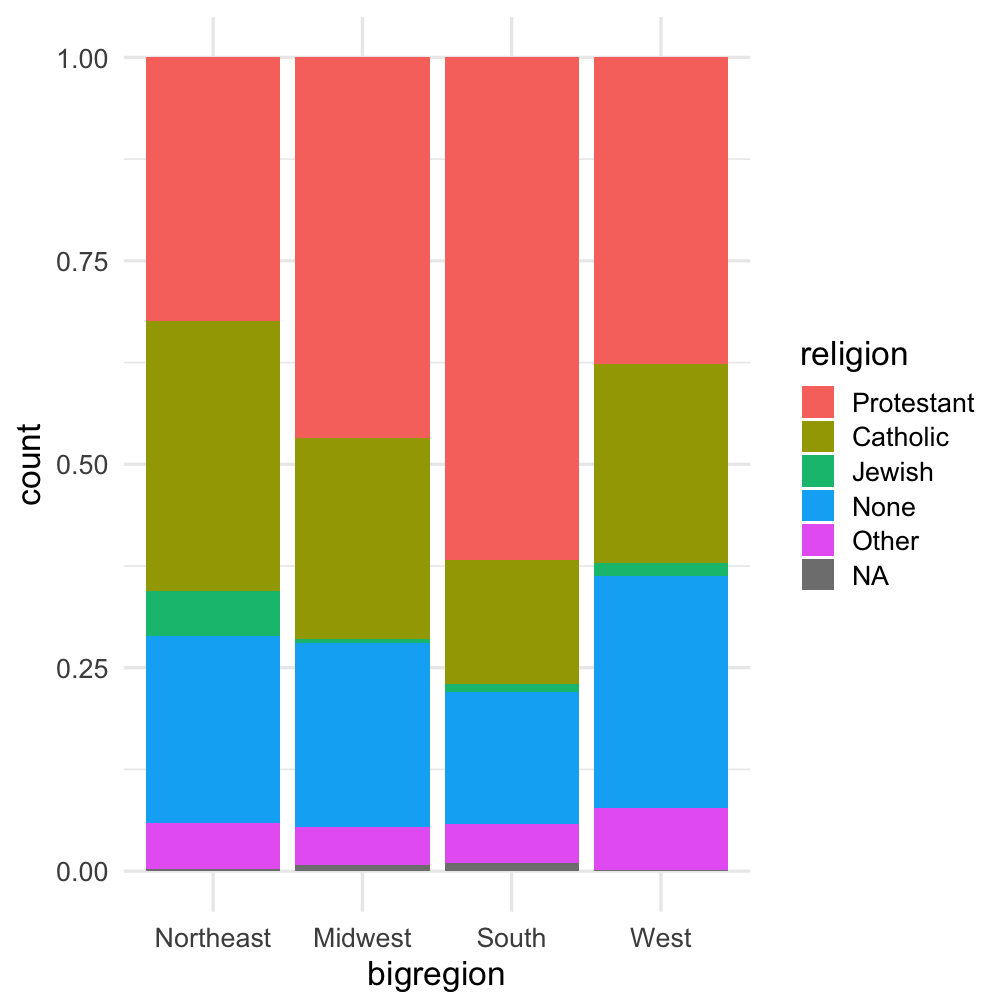 1.00
0.75
0.50
0.25
0.00
count
Northeast Midwest South West
bigregion
religion
Protestant
Catholic
Jewish
None
Other
NA